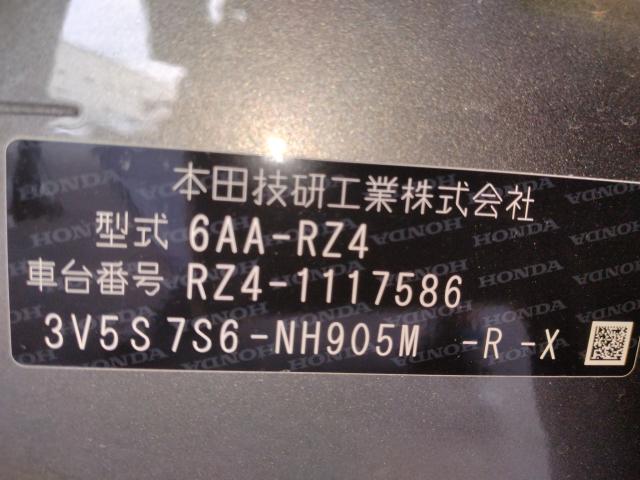 本田技研工業株式会社
型式 6AA-RZ4
車台番号 RZ4-1117586
3V5S 7S6-NH905M -R -X